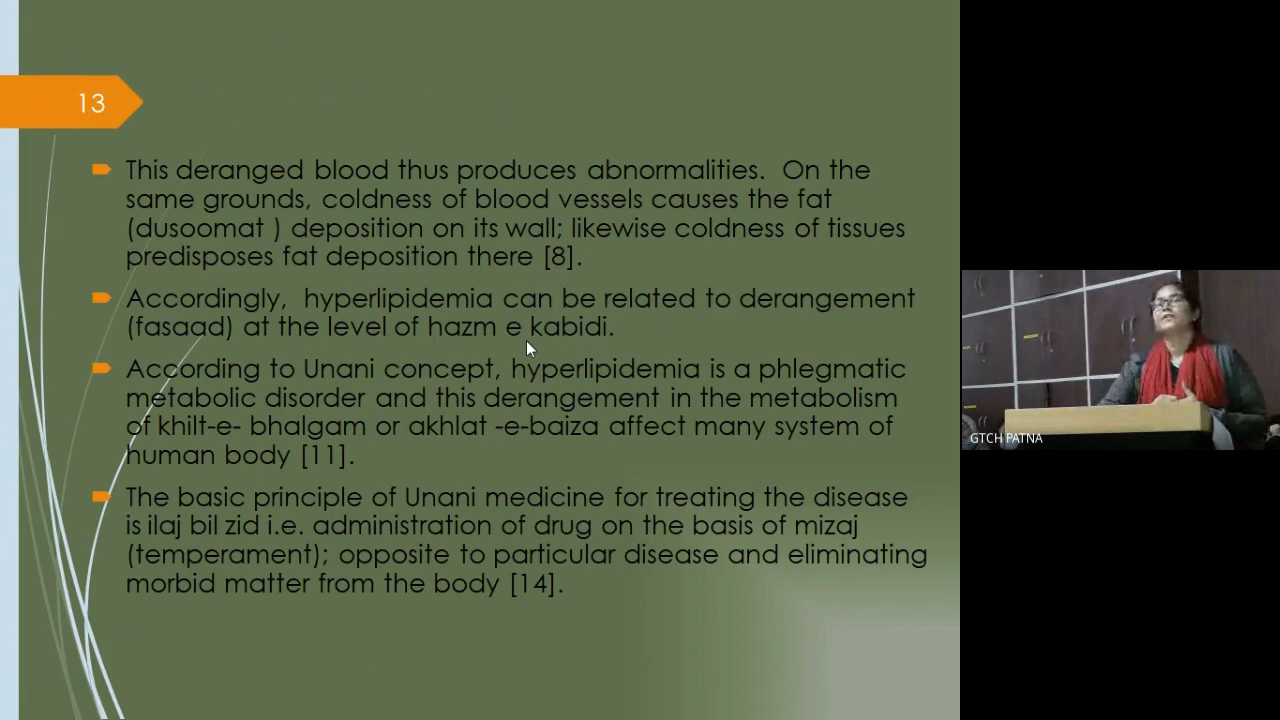 13
This deranged blood thus produces abnormalities. On the
same grounds, coldness of blood vessels causes the fat
(dusoomat ) deposition on its wall; likewise coldness of tissues
predisposes fat deposition there [8].
Accordingly, hyperlipidemia can be related to derangement
(fasaad) at the level of hazm e kabidi.
According to Unani concept, hyperlipidemia is a phlegmatic
metabolic disorder and this derangement in the metabolism
of khilt-e- bhalgam or akhlat -e-baiza affect many system of
human body [11].
The basic principle of Unani medicine for treating the disease
is ilaj bil zid i.e. administration of drug on the basis of mizaj
(temperament); opposite to particular disease and eliminating
morbid matter from the body [14].
GTCH PATNA